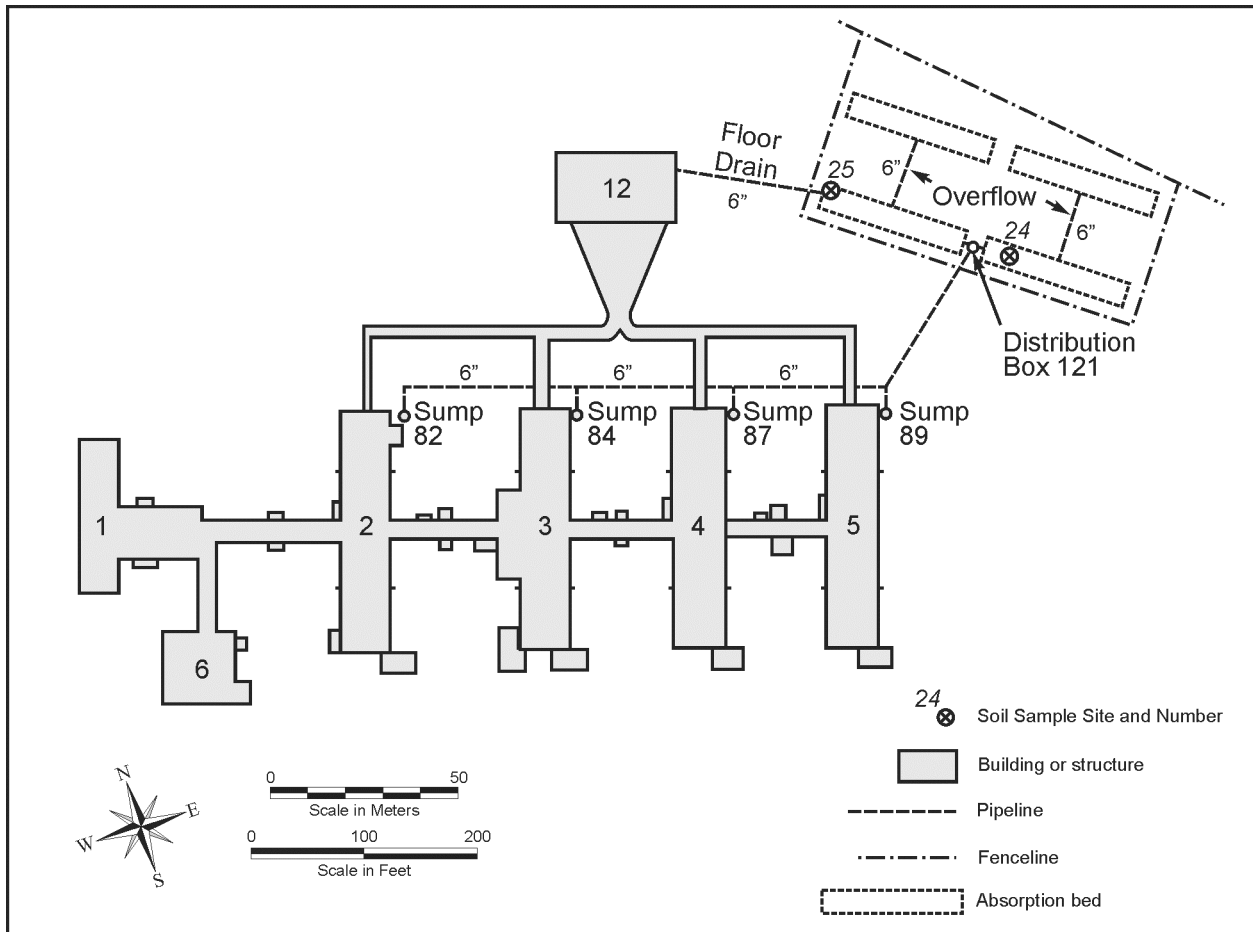 Floor
Drain
6”
25
12
6”
Overflow
24
6”
Distribution
Box 121
6”
6”
6”
Sump
82
Sump
84
Sump
87
Sump
89
1
2
3
4
5
6
N
E
W
S
0 50
Scale in Meters
0 100 200
Scale in Feet
24
Soil Sample Site and Number
Building or structure
Pipeline
Fenceline
Absorption bed